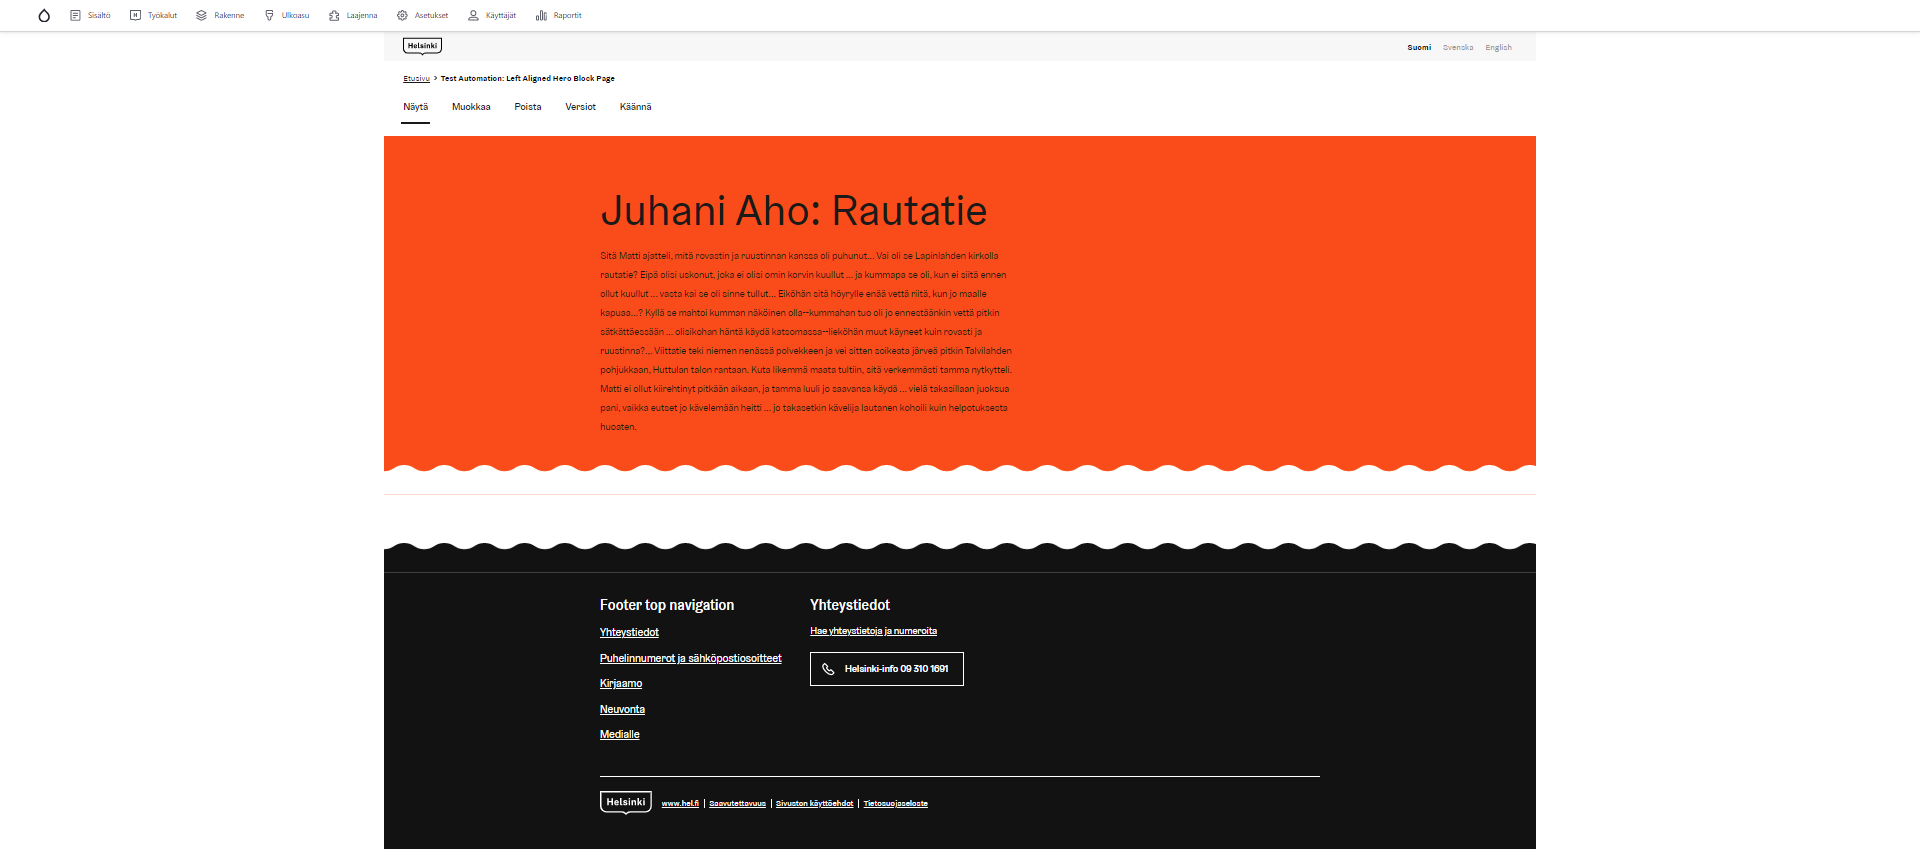 Sisältö Työkalut Rakenne Ulkoasu Laajenna Asetukset Käyttäjät Raportit
Helsinki
Suomi Svenska English
Etusivu > Test Automation: Left Aligned Hero Block Page
Näytä Muokkaa Poista Versiot Käännä
Juhani Aho: Rautatie
Sitä Matti ajatteli, mitä rovastin ja ruustinnan kanssa oli puhunut... Vai oli se Lapinlahden kirkolla
rautatie? Eipä olisi uskonut, joka ei olisi omin korvin kuullut ... ja kummapa se oli, kun ei siitä ennen
ollut kuullut ... vasta kai se oli sinne tullut... Eiköhän sitä höyrylle enää vettä riitä, kun jo maalle
kapuaa...? Kyllä se mahtoi kumman näköinen olla--kummahan tuo oli jo ennestäänkin vettä pitkin
sätkättäessään ... olisikohan häntä käydä katsomassa--lieköhän muut käyneet kuin rovasti ja
ruustinna?... Viittatie teki niemen nenässä polvekkeen ja vei sitten soikeata järveä pitkin Talvilahden
pohjukkaan, Huttulan talon rantaan. Kuta likemmä maata tultiin, sitä verkemmästi tamma nytkytteli.
Matti ei ollut kiirehtinyt pitkään aikaan, ja tamma luuli jo saavansa käydä ... vielä takasillaan juoksua
pani, vaikka eutset jo kävelemään heitti ... jo takasetkin kävelijä lautanen kohoili kuin helpotuksesta
huoaten.
Footer top navigation
Yhteystiedot
Puhelinnumerot ja sähköpostiosoitteet
Kirjaamo
Neuvonta
Medialle
Yhteystiedot
Hae yhteystietoja ja numeroita
Helsinki-info 09 310 1691
Helsinki
www.hel.fi | Saavutettavuus | Sivuston käyttöehdot | Tietosuojaseloste